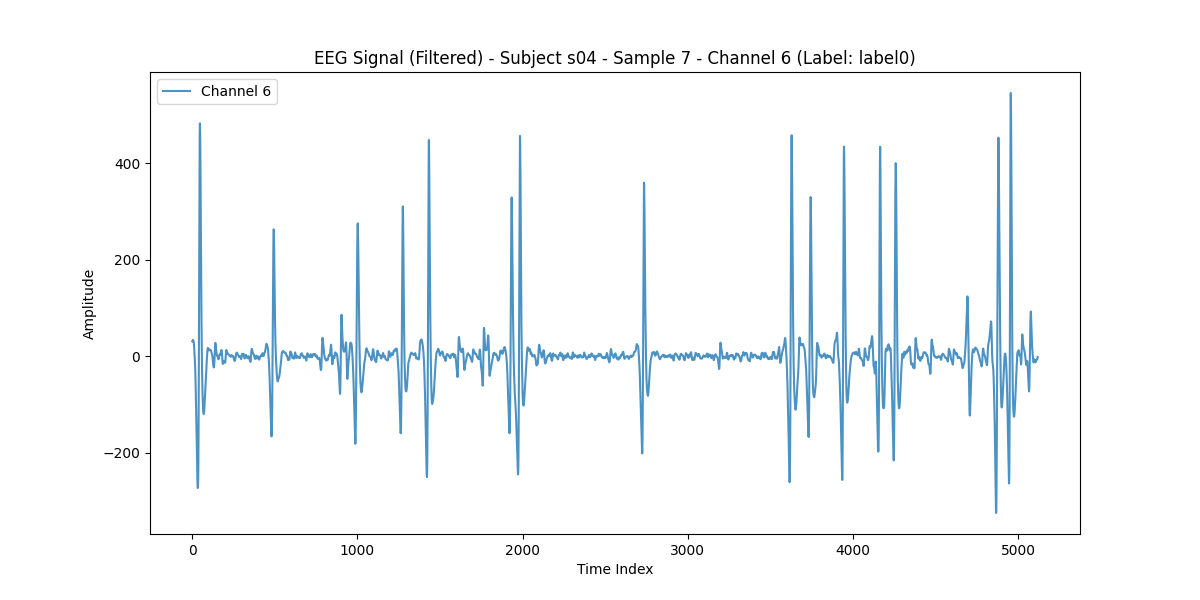 EEG Signal (Filtered) - Subject s04 - Sample 7 - Channel 6 (Label: label0)
Channel 6
400
200
0
−200
Amplitude
0 1000 2000 3000 4000 5000
Time Index